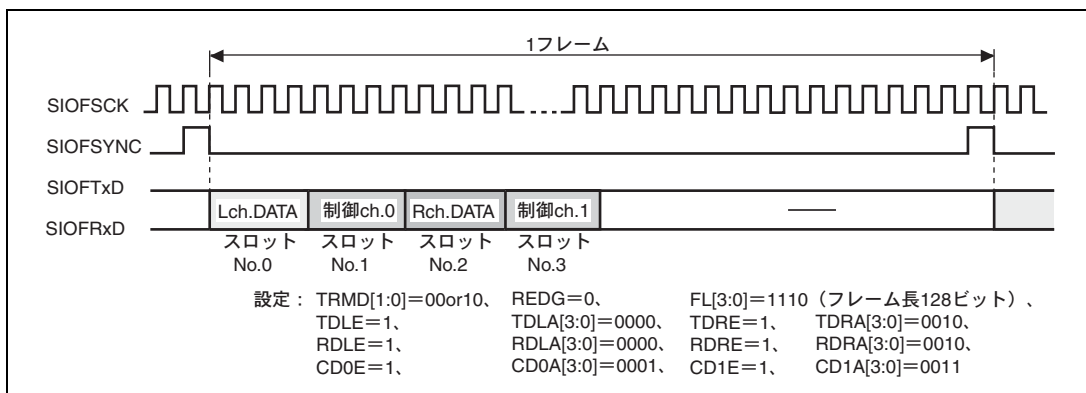 1フレーム
SIOFSCK
SIOFSYNC
SIOFTxD
SIOFRxD
Lch.DATA 制御ch.0 Rch.DATA 制御ch.1
スロット スロット スロット スロット
No.0 No.1 No.2 No.3
設定： TRMD[1:0]＝00or10、 REDG＝0、 FL[3:0]＝1110（フレーム長128ビット）、
TDLE＝1、 TDLA[3:0]＝0000、 TDRE＝1、 TDRA[3:0]＝0010、
RDLE＝1、 RDLA[3:0]＝0000、 RDRE＝1、 RDRA[3:0]＝0010、
CD0E＝1、 CD0A[3:0]＝0001、 CD1E＝1、 CD1A[3:0]＝0011